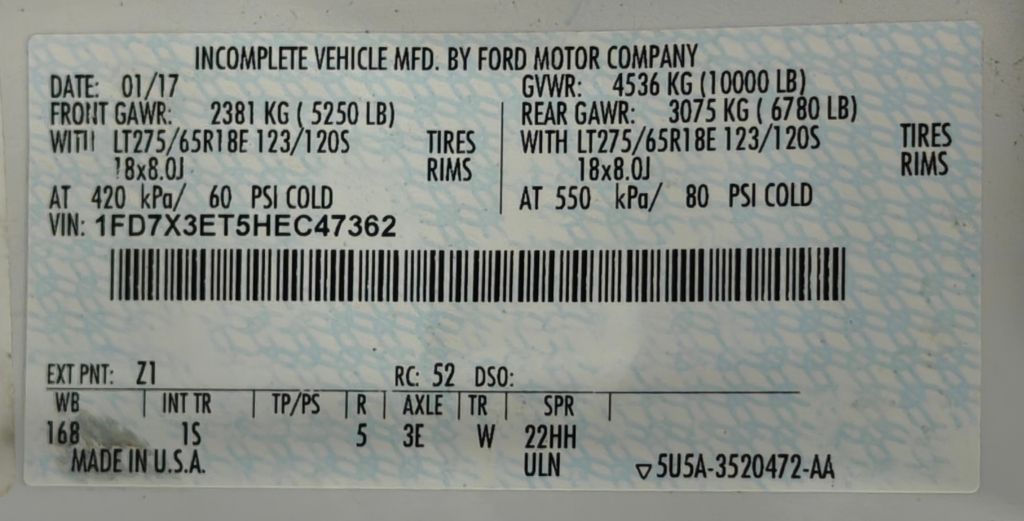 INCOMPLETE VEHICLE MFD. BY FORD MOTOR COMPANY
DATE: 01/17 GVWR: 4536 KG (10000 LB)
FRONT GAWR: 2381 KG ( 5250 LB) REAR GAWR: 3075 KG ( 6780 LB)
WITH LT275/65R18E 123/120S TIRES WITH LT275/65R18E 123/120S TIRES
18x8.0J RIMS 18x8.0J RIMS
AT 420 kPa/ 60 PSI COLD AT 550 kPa/ 80 PSI COLD
VIN: 1FD7X3ET5HEC47362
EXT PNT: Z1 RC: 52 DSO:
WB | INT TR | TP/PS | R | AXLE | TR | SPR |
168 1S 5 3E W 22HH
MADE IN U.S.A. ULN ▽5U5A-3520472-AA